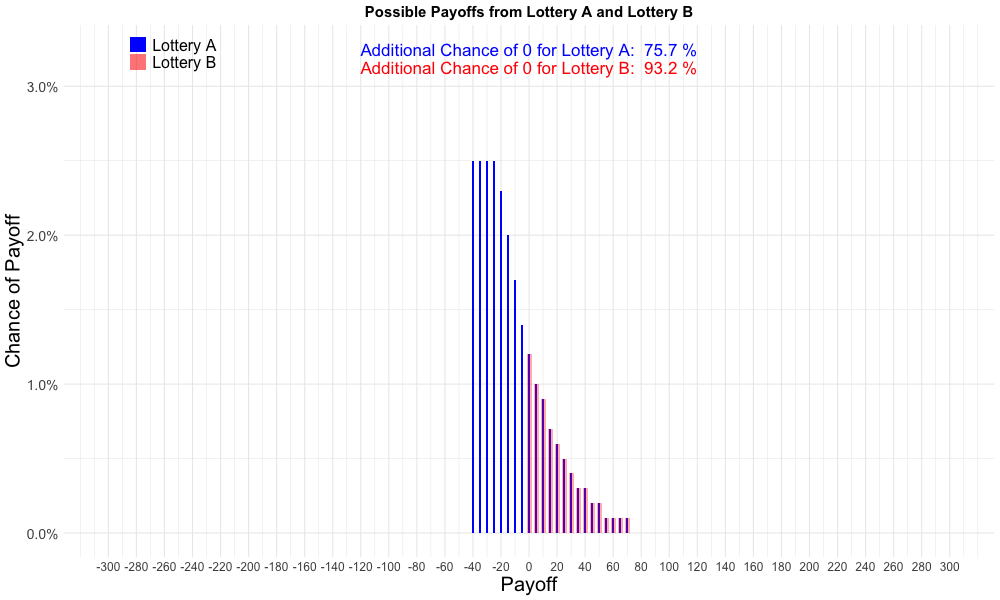 Possible Payoffs from Lottery A and Lottery B
Lottery A
Lottery B
Additional Chance of 0 for Lottery A: 75.7 %
Additional Chance of 0 for Lottery B: 93.2 %
Chance of Payoff
3.0%
2.0%
1.0%
0.0%
-300 -280 -260 -240 -220 -200 -180 -160 -140 -120 -100 -80 -60 -40 -20 0 20 40 60 80 100 120 140 160 180 200 220 240 260 280 300
Payoff